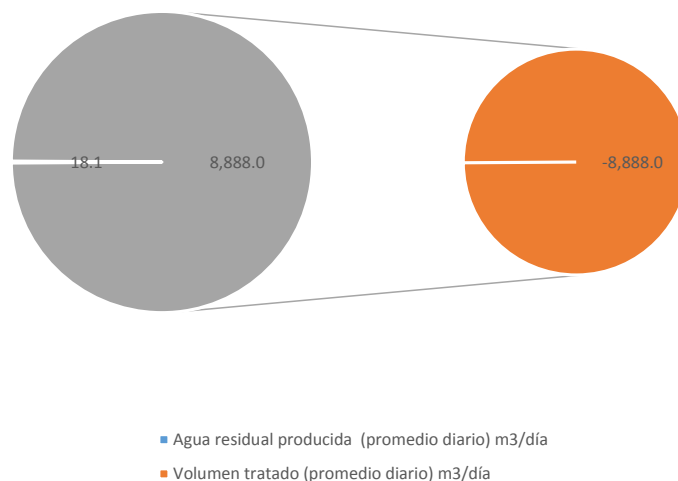 18.1
8,888.0
-8,888.0
Agua residual producida (promedio diario) m3/día
Volumen tratado (promedio diario) m3/día